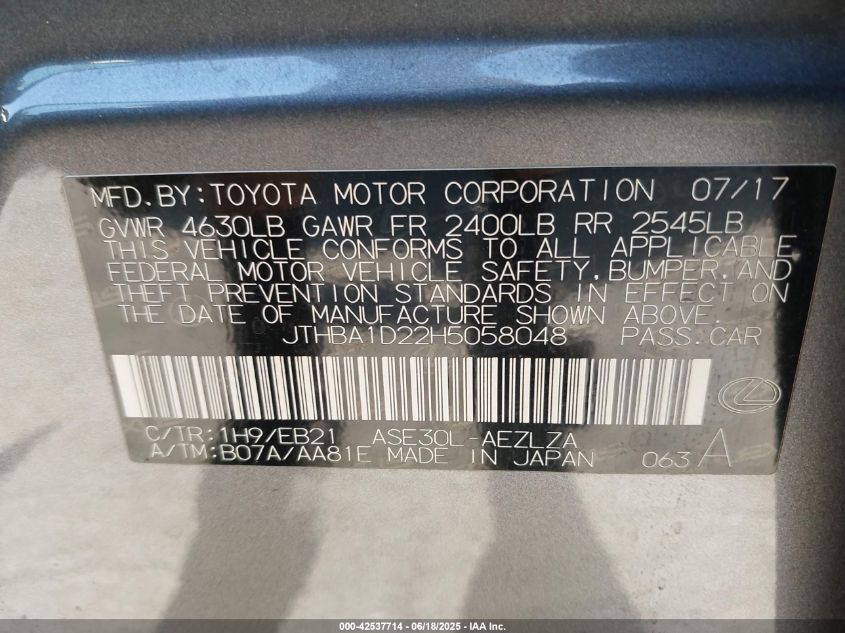 MFD.BY:TOYOTA MOTOR CORPORATION 07/17
GVWR 4630LB GAWR FR 2400LB RR 2545LB
THIS VEHICLE CONFORMS TO ALL APPLICABLE
FEDERAL MOTOR VEHICLE SAFETY, BUMPER, AND
THEFT PREVENTION STANDARDS IN EFFECT ON
THE DATE OF MANUFACTURE SHOWN ABOVE.
JTHBA1D22H5058048 PASS.CAR
C/TR:1H9/EB21 ASE30L-AEZLZA
A/TM:B07A/AA81E MADE IN JAPAN 063 A
000-42537714 - 06/18/2025 - IAA Inc.